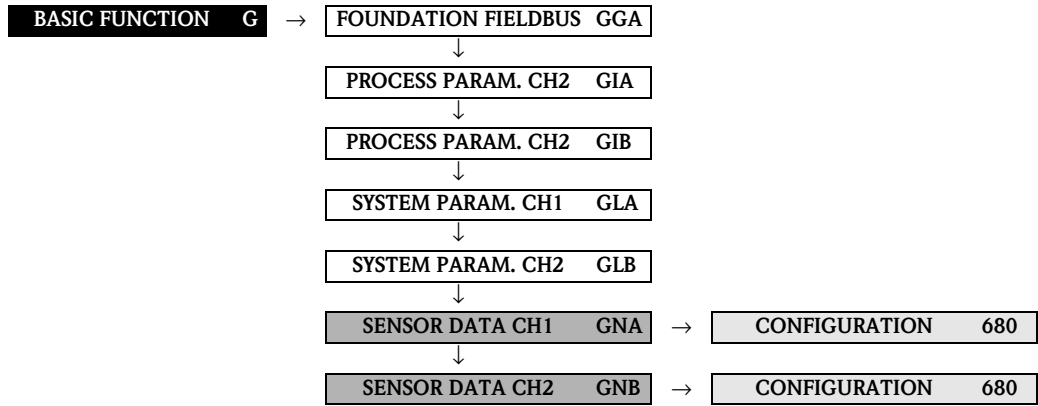 BASIC FUNCTION G → FOUNDATION FIELDBUS GGA
↓
PROCESS PARAM. CH2 GIA
↓
PROCESS PARAM. CH2 GIB
↓
SYSTEM PARAM. CH1 GLA
↓
SYSTEM PARAM. CH2 GLB
↓
SENSOR DATA CH1 GNA → CONFIGURATION 680
↓
SENSOR DATA CH2 GNB → CONFIGURATION 680